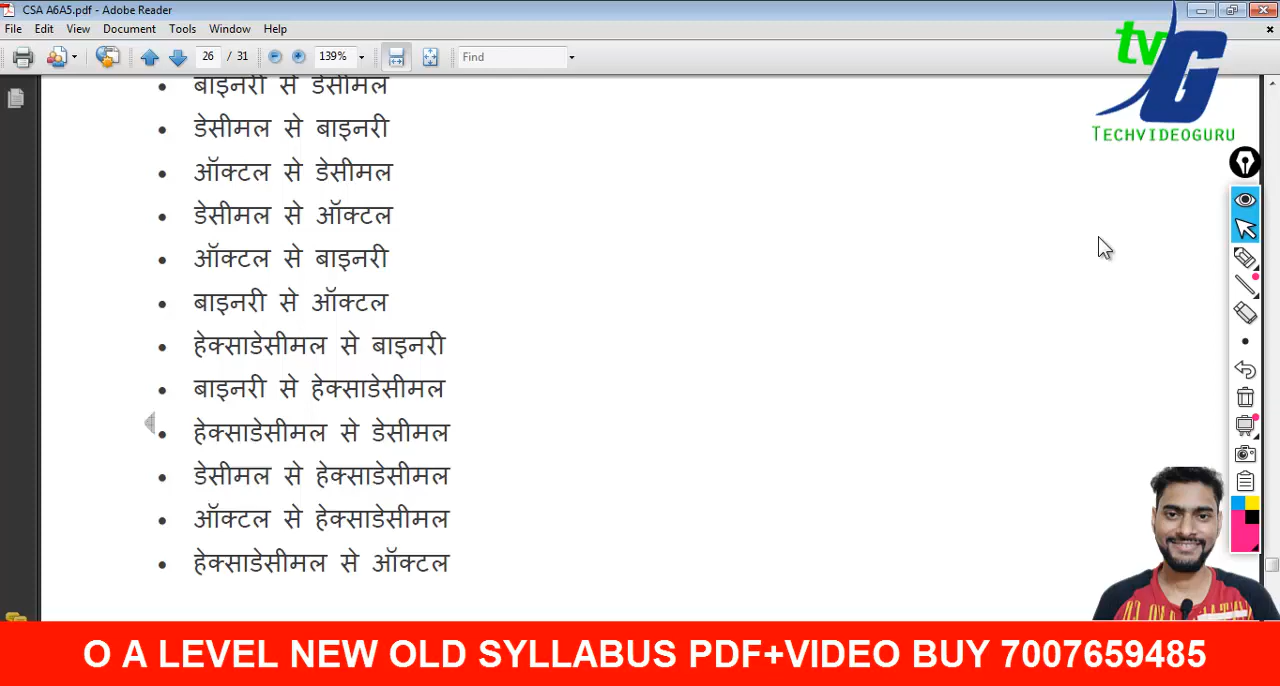 CSA A6A5.pdf - Adobe Reader
File Edit View Document Tools Window Help
26 / 31 139% Find
tvG
TECHVIDEOGURU
बाइनरी से डेसीमल
डेसीमल से बाइनरी
ऑक्टल से डेसीमल
डेसीमल से ऑक्टल
ऑक्टल से बाइनरी
बाइनरी से ऑक्टल
हेक्साडेसीमल से बाइनरी
बाइनरी से हेक्साडेसीमल
हेक्साडेसीमल से डेसीमल
डेसीमल से हेक्साडेसीमल
ऑक्टल से हेक्साडेसीमल
हेक्साडेसीमल से ऑक्टल
O A LEVEL NEW OLD SYLLABUS PDF+VIDEO BUY 7007659485